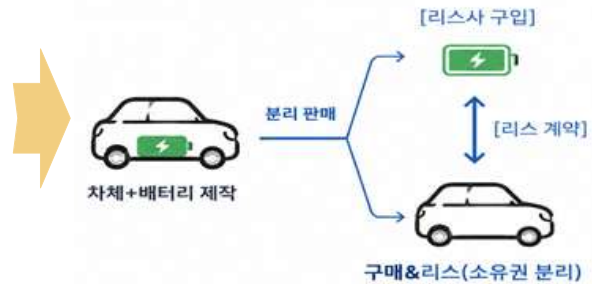 [리스사 구입]
분리 판매
[리스 계약]
차체+배터리 제작
구매&리스(소유권 분리)